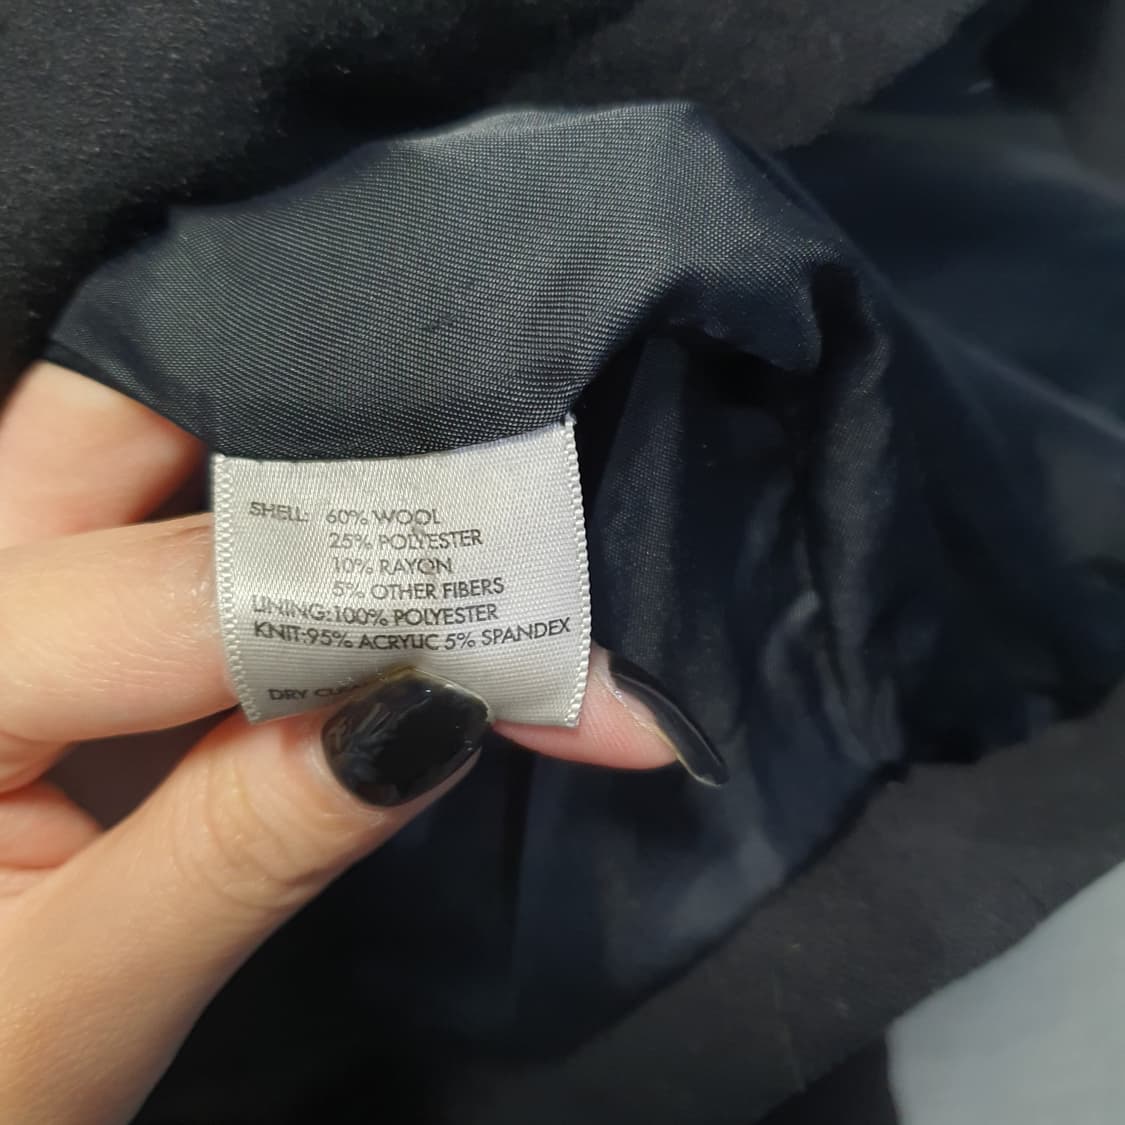 SHELL: 60% WOOL
25% POLYESTER
10% RAYON
5% OTHER FIBERS
LINING:100% POLYESTER
KNIT:95% ACRYLIC 5% SPANDEX
DRY